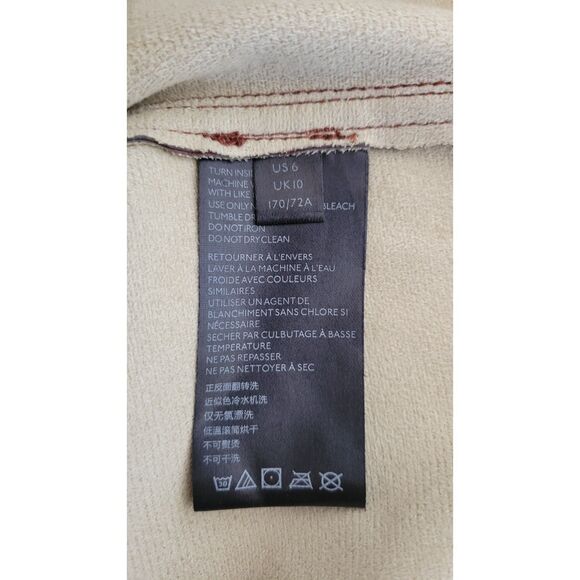 US 6
UK 10
170/72A
TURN INSI
MACHINE
WITH LIKE
USE ONLY BLEACH
TUMBLE DR
DO NOT IRON
DO NOT DRY CLEAN
RETOURNER À L'ENVERS
LAVER À LA MACHINE À L'EAU
FROIDE AVEC COULEURS
SIMILAIRES
UTILISER UN AGENT DE
BLANCHIMENT SANS CHLORE SI
NÉCESSAIRE
SECHER PAR CULBUTAGE À BASSE
TEMPERATURE
NE PAS REPASSER
NE PAS NETTOYER À SEC
正反面翻转洗
近似色冷水机洗
仅无氯漂洗
低温滚筒烘干
不可熨烫
不可干洗
30